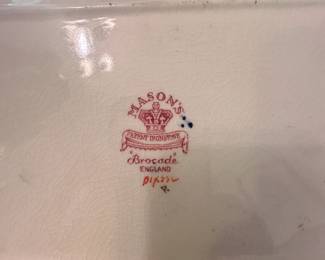 MASON'S
PATENT IRONSTONE
"Brocade"
ENGLAND